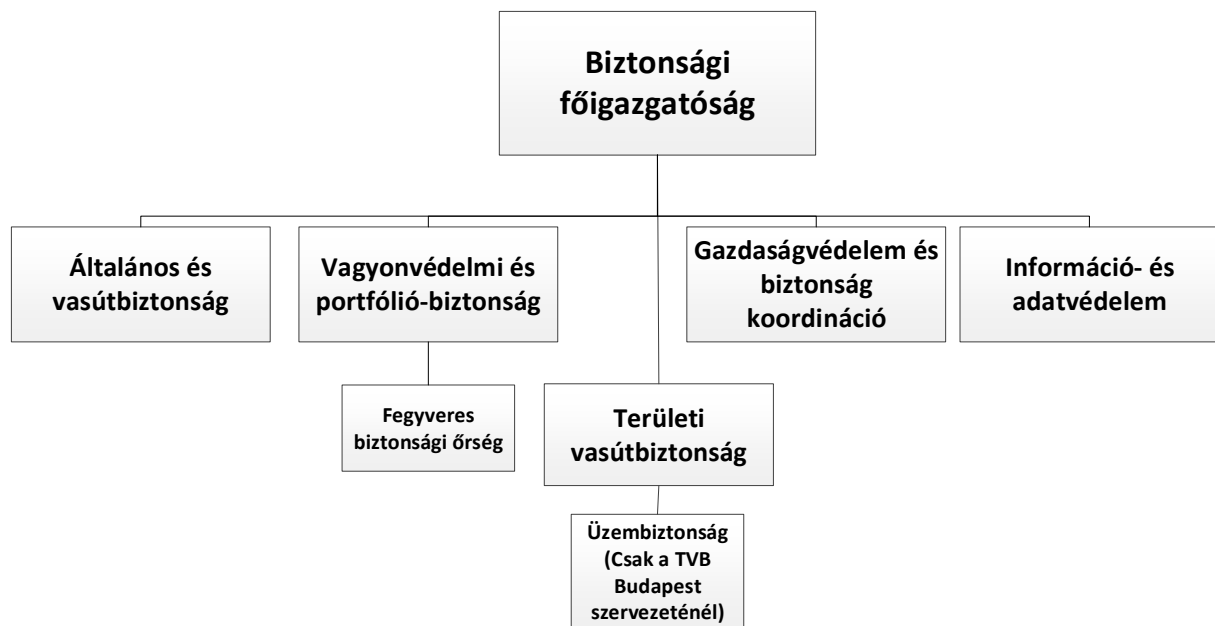 Biztonsági
főigazgatóság
Általános és
vasútbiztonság
Vagyonvédelmi és
portfólió-biztonság
Gazdaságvédelem és
biztonság
koordináció
Információ- és
adatvédelem
Fegyveres
biztonsági őrség
Területi
vasútbiztonság
Üzembiztonság
(Csak a TVB
Budapest
szervezeténél)